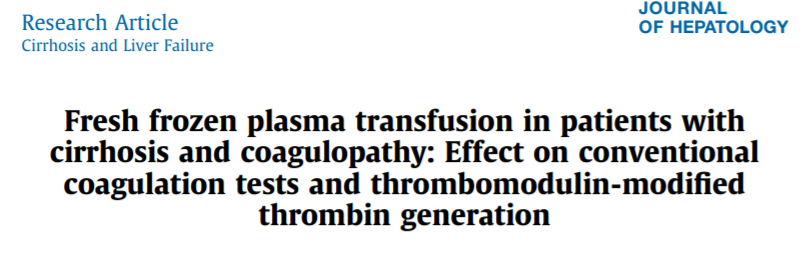 Research Article
Cirrhosis and Liver Failure
JOURNAL
OF HEPATOLOGY
Fresh frozen plasma transfusion in patients with
cirrhosis and coagulopathy: Effect on conventional
coagulation tests and thrombomodulin-modified
thrombin generation